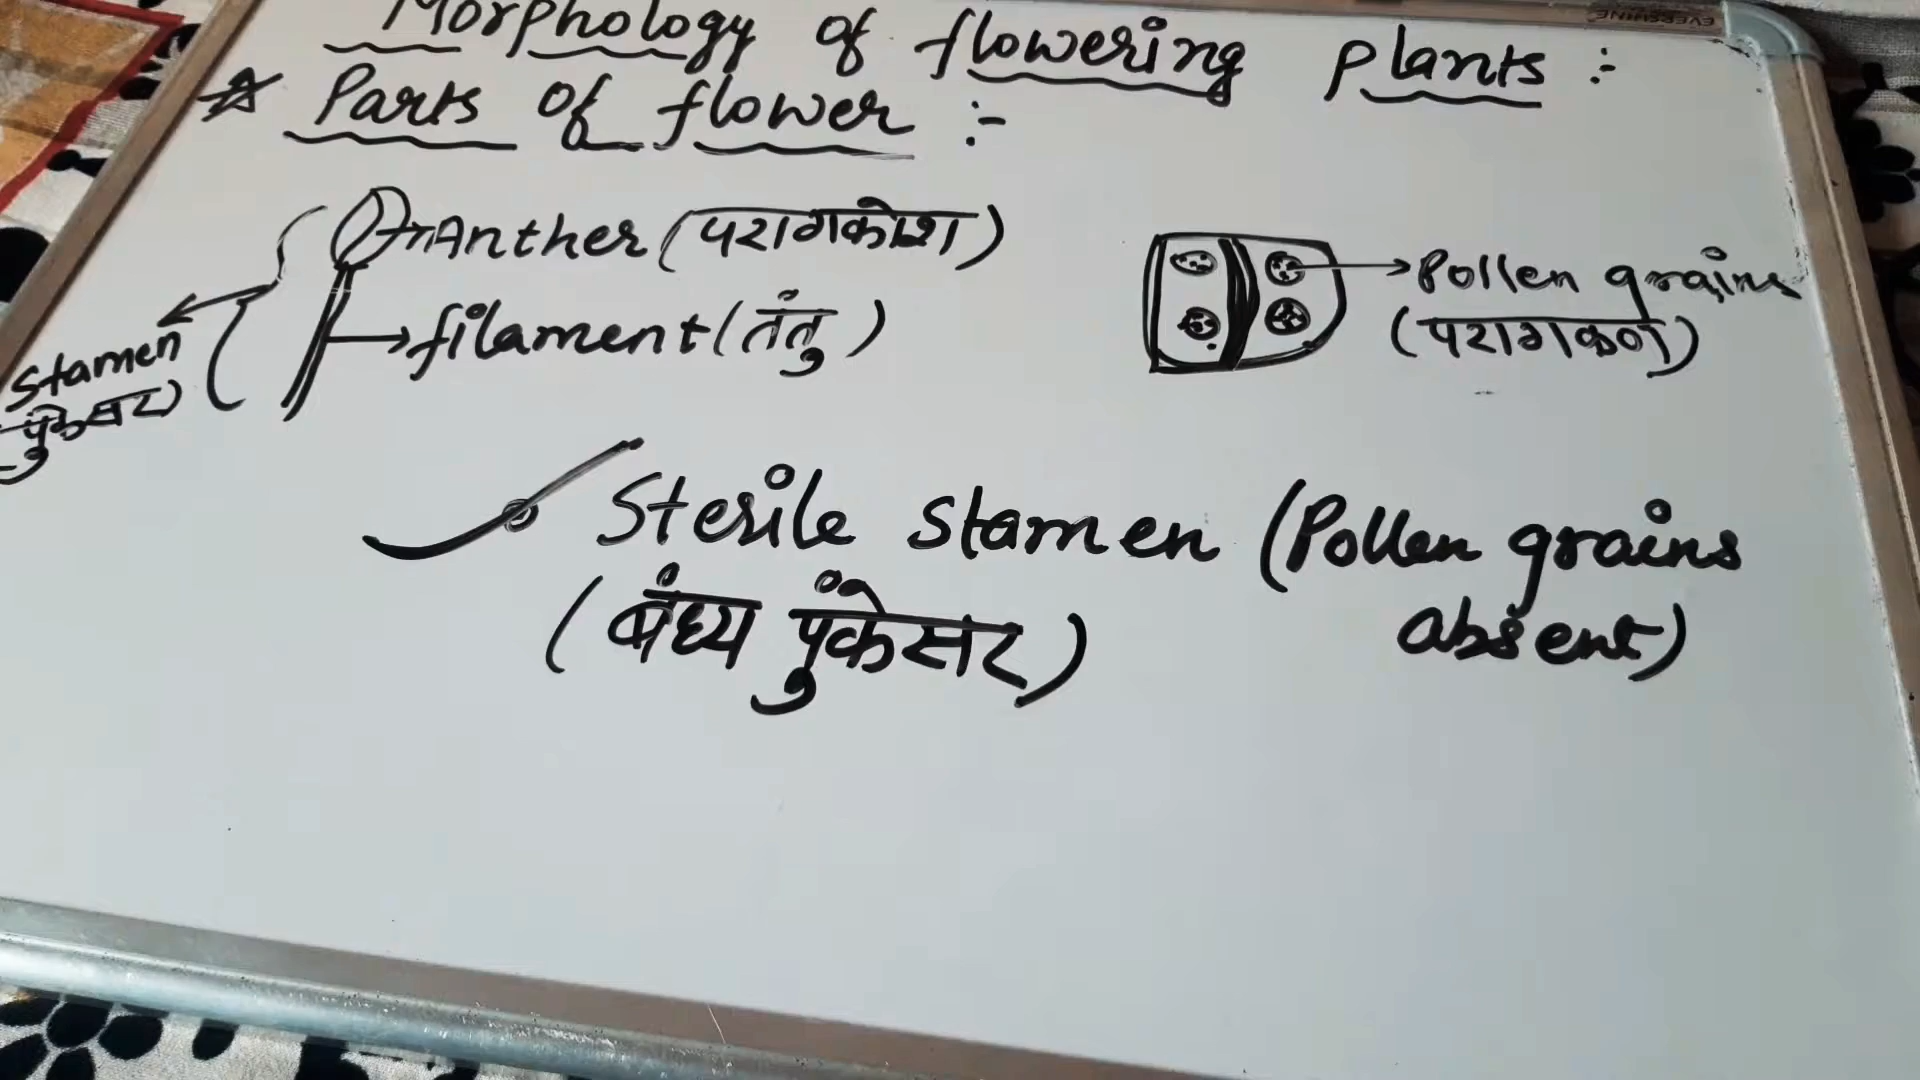 Morphology of flowering plants :-
☆ Parts of flower :-
Anther (परागकोश)
filament (तंतु)
Stamen
पुंकेसर)
Pollen grains
(परागकण)
Sterile stamen (Pollen grains
absent)
(बंध्य पुंकेसर)
EVERSHINE